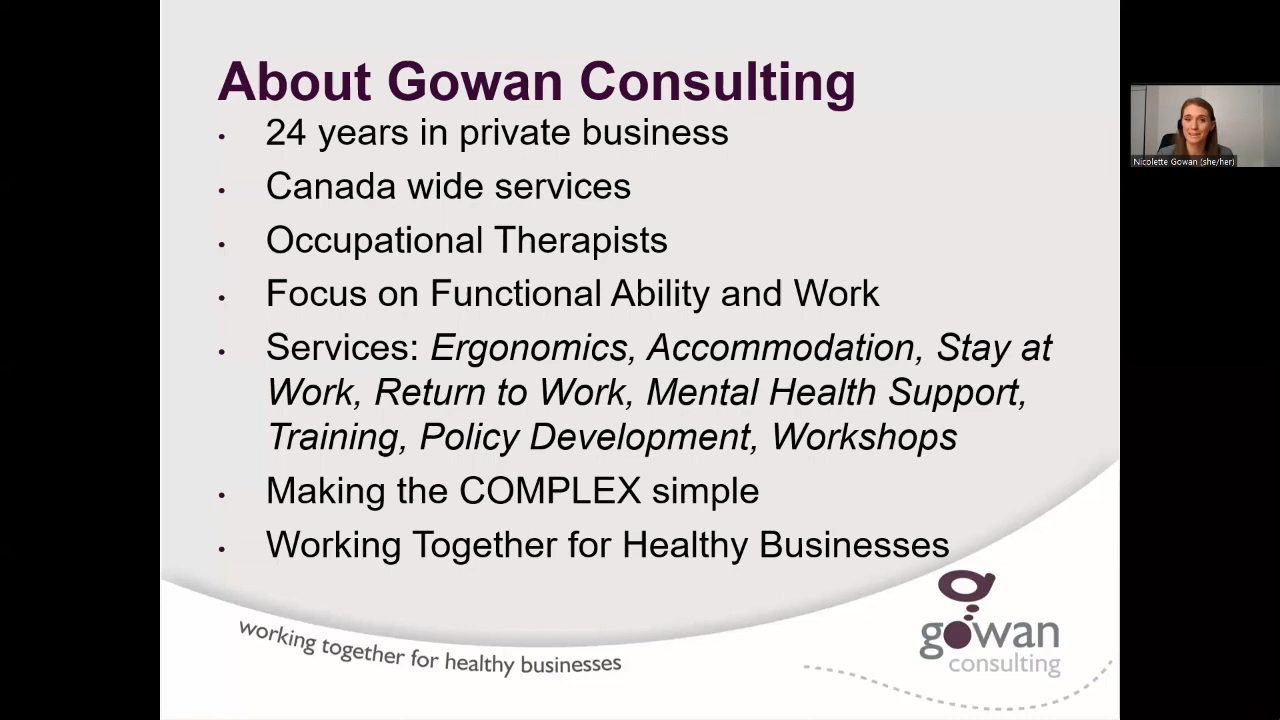 About Gowan Consulting
• 24 years in private business
• Canada wide services
• Occupational Therapists
• Focus on Functional Ability and Work
• Services: Ergonomics, Accommodation, Stay at
Work, Return to Work, Mental Health Support,
Training, Policy Development, Workshops
• Making the COMPLEX simple
• Working Together for Healthy Businesses
working together for healthy businesses
gowan
consulting
Nicolette Gowan (she/her)